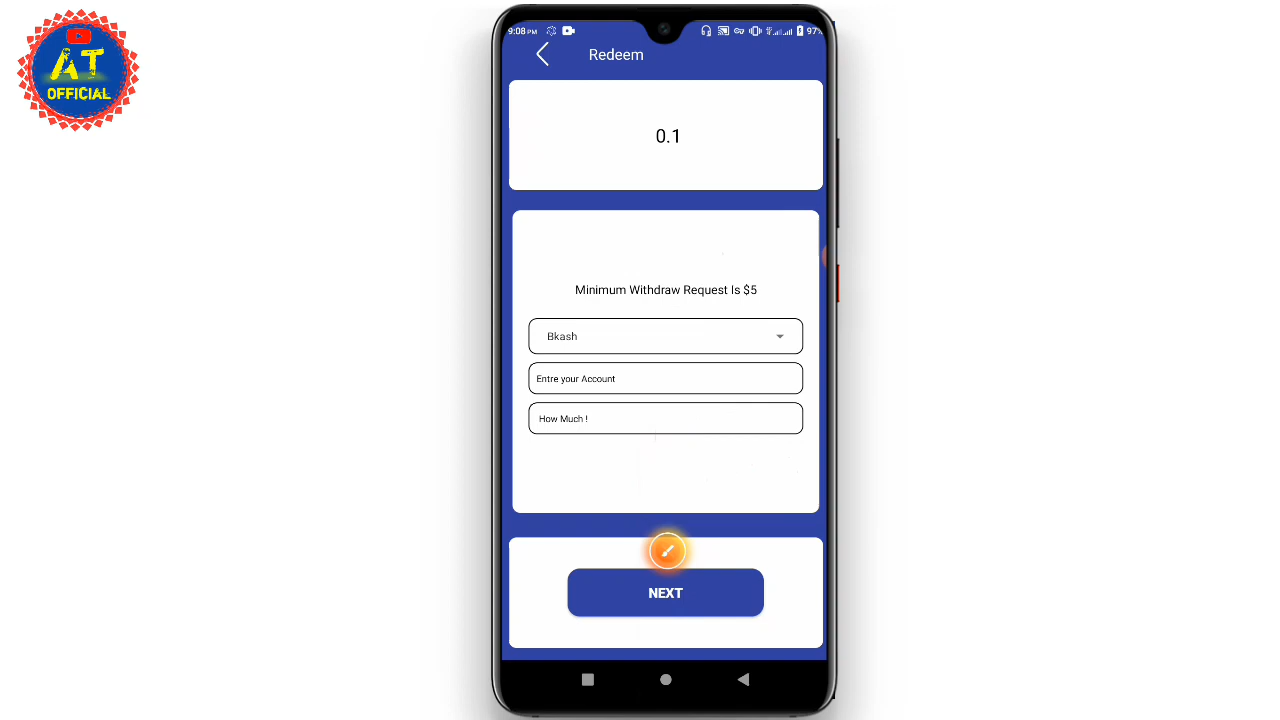 AT
OFFICIAL
9:08 PM
97%
Redeem
0.1
Minimum Withdraw Request Is $5
Bkash
Entre your Account
How Much !
NEXT